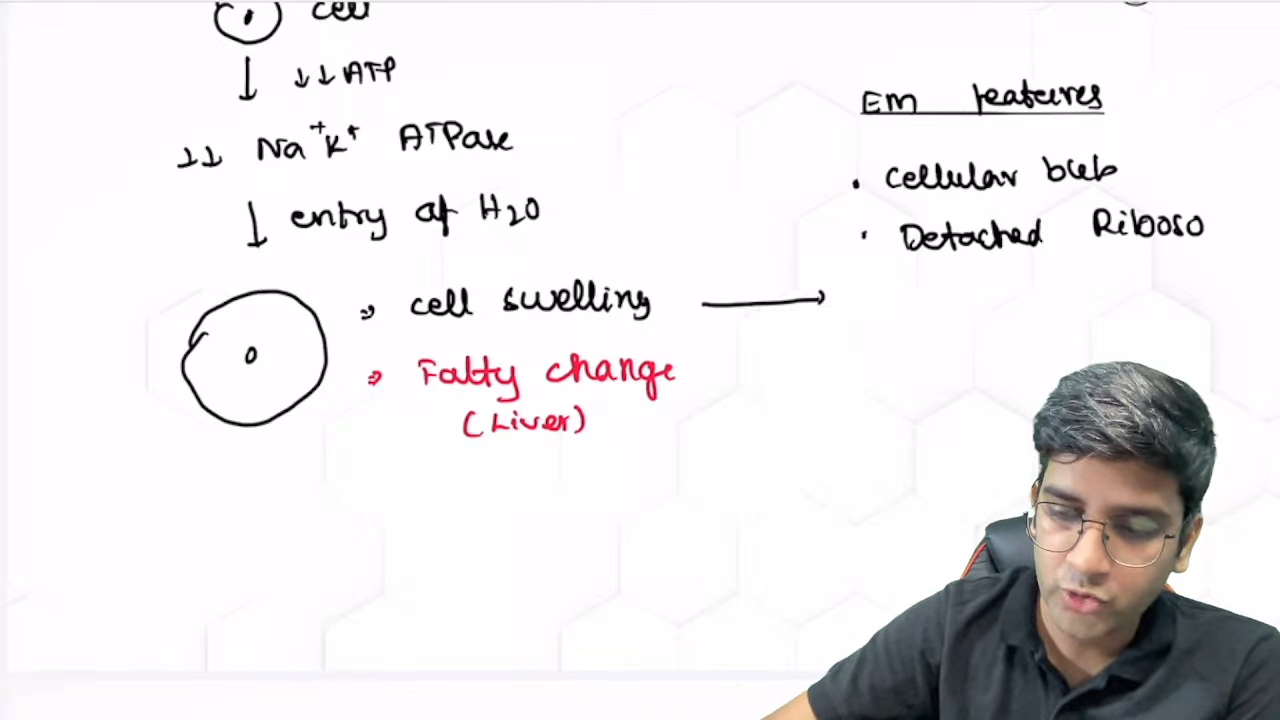 cell
↓ ↓↓ ATP
↓↓ Na⁺K⁺ ATPase
↓ entry of H2O
⇒ cell swelling →
⇒ Fatty change
(Liver)
EM features
• cellular bleb
• Detached Riboso